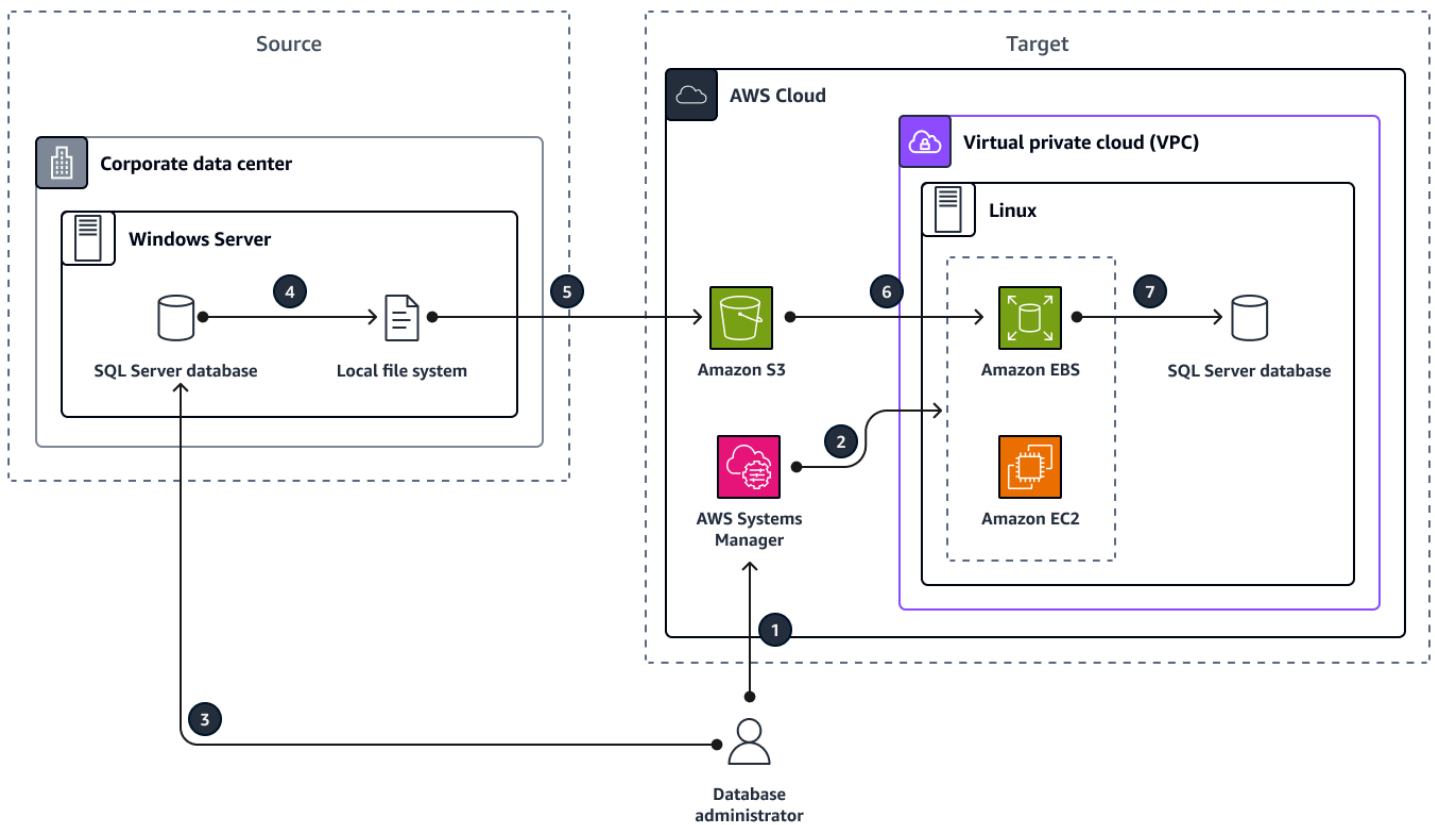 Source
Target
AWS Cloud
Virtual private cloud (VPC)
Corporate data center
Linux
Windows Server
4
5
6
7
SQL Server database
Local file system
Amazon S3
Amazon EBS
SQL Server database
2
AWS Systems
Manager
Amazon EC2
1
3
Database
administrator